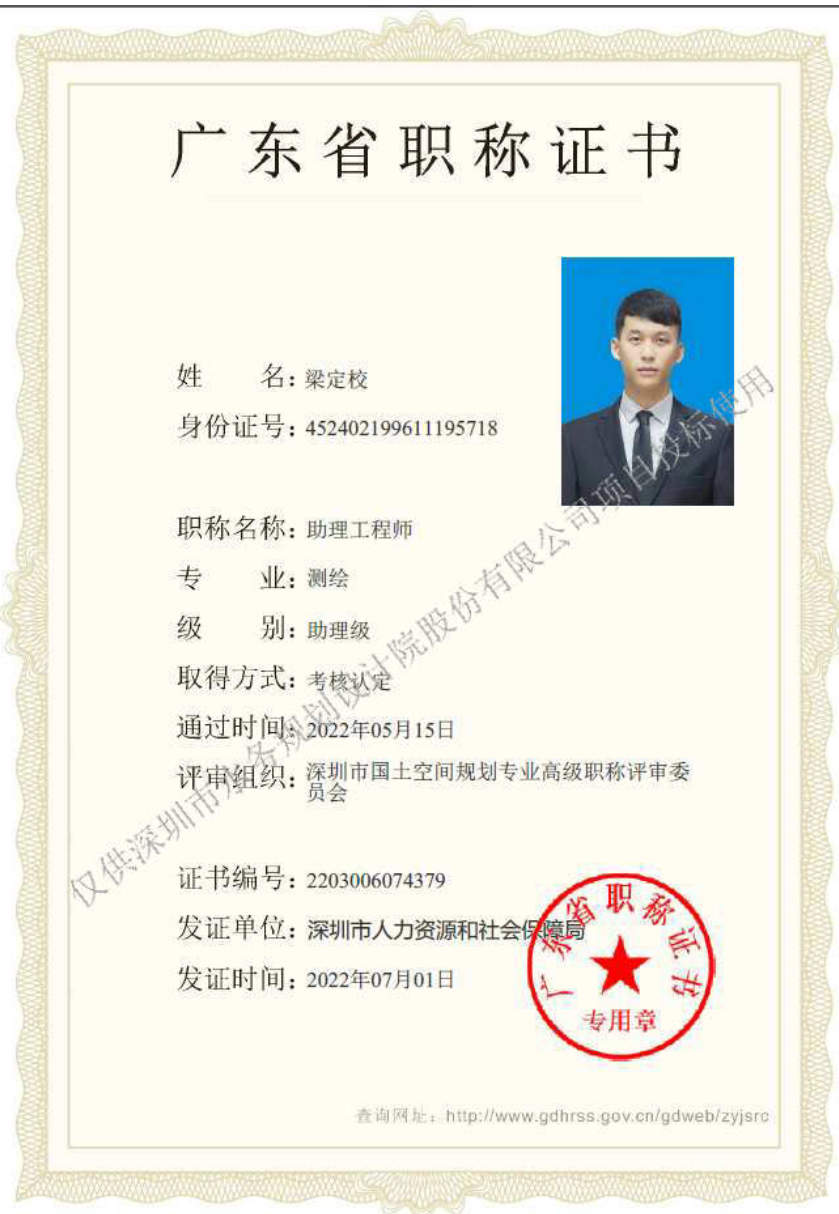 广东省职称证书
姓名：梁定校
身份证号：452402199611195718
职称名称：助理工程师
专业：测绘
级别：助理级
取得方式：考核认定
通过时间：2022年05月15日
评审组织：深圳市国土空间规划专业高级职称评审委
员会
证书编号：2203006074379
发证单位：深圳市人力资源和社会保障局
发证时间：2022年07月01日
广东省职称证书
专用章
查询网址：http://www.gdhrss.gov.cn/gdweb/zyjsrc
仅供深圳市水务规划设计院股份有限公司项目投标使用